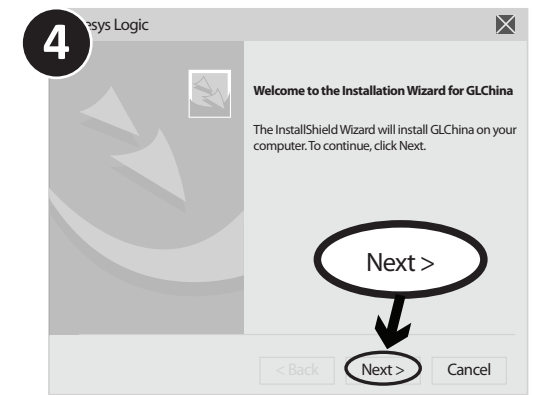 4
esys Logic
Welcome to the Installation Wizard for GLChina
The InstallShield Wizard will install GLChina on your
computer. To continue, click Next.
Next >
< Back Next > Cancel